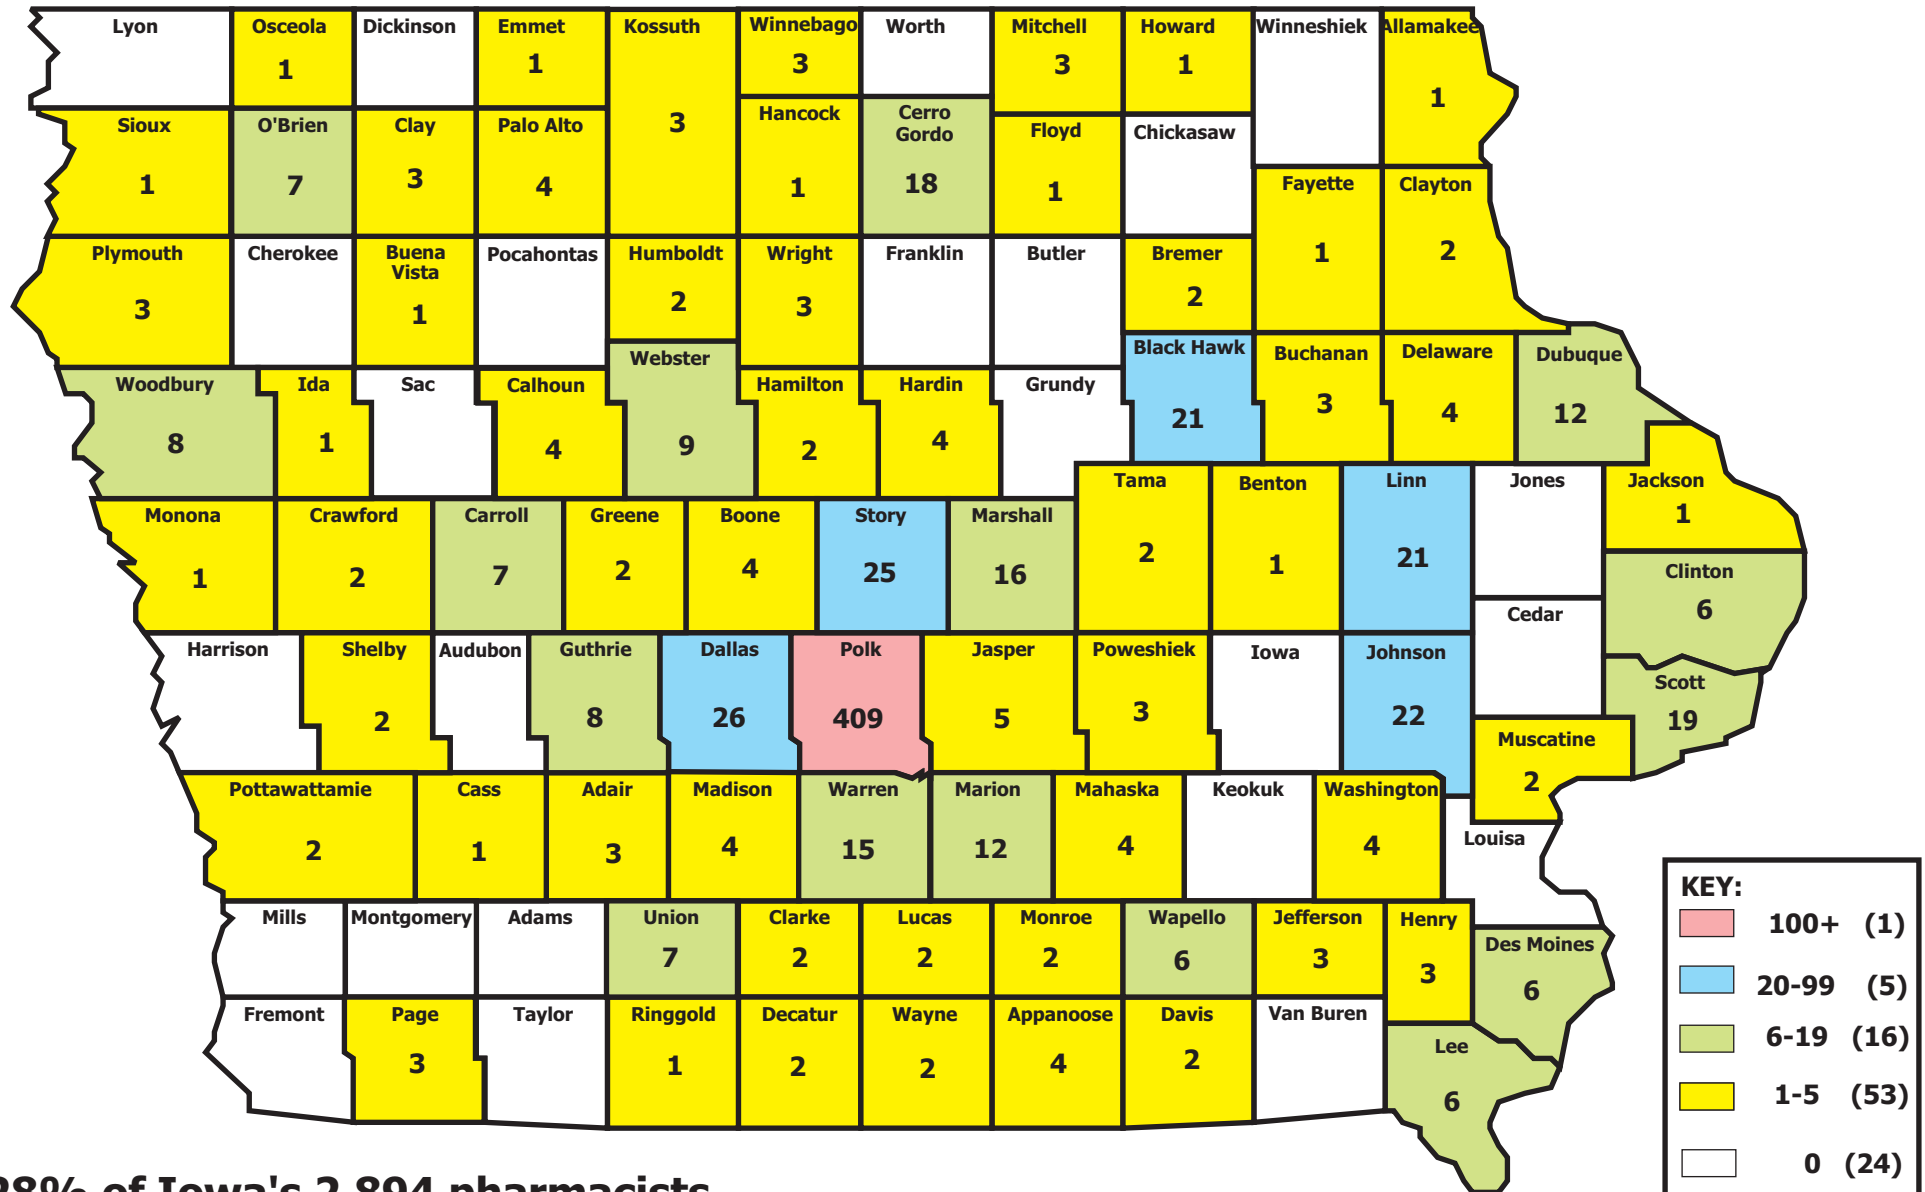 Lyon
Osceola
1
Dickinson
Emmet
1
Kossuth
3
Winnebago
3
Worth
Mitchell
3
Howard
1
Winneshiek
Allamakee
1
Sioux
1
O'Brien
7
Clay
3
Palo Alto
4
Hancock
1
Cerro
Gordo
18
Floyd
1
Chickasaw
Fayette
1
Clayton
2
Plymouth
3
Cherokee
Buena
Vista
1
Pocahontas
Humboldt
2
Wright
3
Franklin
Butler
Bremer
2
Woodbury
8
Ida
1
Sac
Calhoun
4
Webster
9
Hamilton
2
Hardin
4
Grundy
Black Hawk
21
Buchanan
3
Delaware
4
Dubuque
12
Monona
1
Crawford
2
Carroll
7
Greene
2
Boone
4
Story
25
Marshall
16
Tama
2
Benton
1
Linn
21
Jones
Jackson
1
Clinton
6
Cedar
Harrison
Shelby
2
Audubon
Guthrie
8
Dallas
26
Polk
409
Jasper
5
Poweshiek
3
Iowa
Johnson
22
Scott
19
Muscatine
2
Pottawattamie
2
Cass
1
Adair
3
Madison
4
Warren
15
Marion
12
Mahaska
4
Keokuk
Washington
4
Louisa
Mills
Montgomery
Adams
Union
7
Clarke
2
Lucas
2
Monroe
2
Wapello
6
Jefferson
3
Henry
3
Des Moines
6
Fremont
Page
3
Taylor
Ringgold
1
Decatur
2
Wayne
2
Appanoose
4
Davis
2
Van Buren
Lee
6
KEY:
100+ (1)
20-99 (5)
6-19 (16)
1-5 (53)
0 (24)
28% of Iowa's 2,894 pharmacists